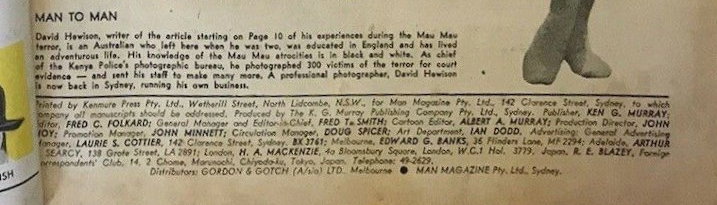 MAN TO MAN
David Hewison, writer of the article starting on Page 10 of his experiences during the Mau Mau
terror, is an Australian who left here when he was two, was educated in England and has lived
an adventurous life. His knowledge of the Mau Mau atrocities is in black and white. As chief
of the Kenya Police's photographic bureau, he photographed 300 victims of the terror for court
evidence — and sent his staff to make many more. A professional photographer, David Hewison
is now back in Sydney, running his own business.
Printed by Kenmure Press Pty. Ltd., Wetherill Street, North Lidcombe, N.S.W., for Man Magazine Pty. Ltd., 142 Clarence Street, Sydney, to which
company all manuscripts should be addressed. Produced by The K. G. Murray Publishing Company Pty. Ltd., Sydney. Publisher, KEN G. MURRAY;
ditor, FRED C. FOLKARD; General Manager and Editor-in-Chief, FRED T. SMITH; Cartoon Editor, ALBERT A. MURRAY; Production Director, JOHN
OY; Promotion Manager, JOHN MINNETT; Circulation Manager, DOUG SPICER; Art Department, IAN DODD. Advertising: General Advertising
anager, LAURIE S. COTTIER, 142 Clarence Street, Sydney. BX 3761; Melbourne, EDWARD G. BANKS, 36 Flinders Lane, MF 2294; Adelaide, ARTHUR
SEARCY, 138 Grote Street, LA 2891; London, H. A. MACKENZIE, 4a Bloomsbury Square, London, W.C.1 Hol. 3779, Japan, R. E. BLAZEY, Foreign
rrespondents' Club, 14, 2 Chome, Marunochi, Chiyoda-ku, Tokyo, Japan. Telephone: 49-2629.
Distributors: GORDON & GOTCH (A/sia) LTD., Melbourne ● MAN MAGAZINE Pty. Ltd., Sydney.
ISH